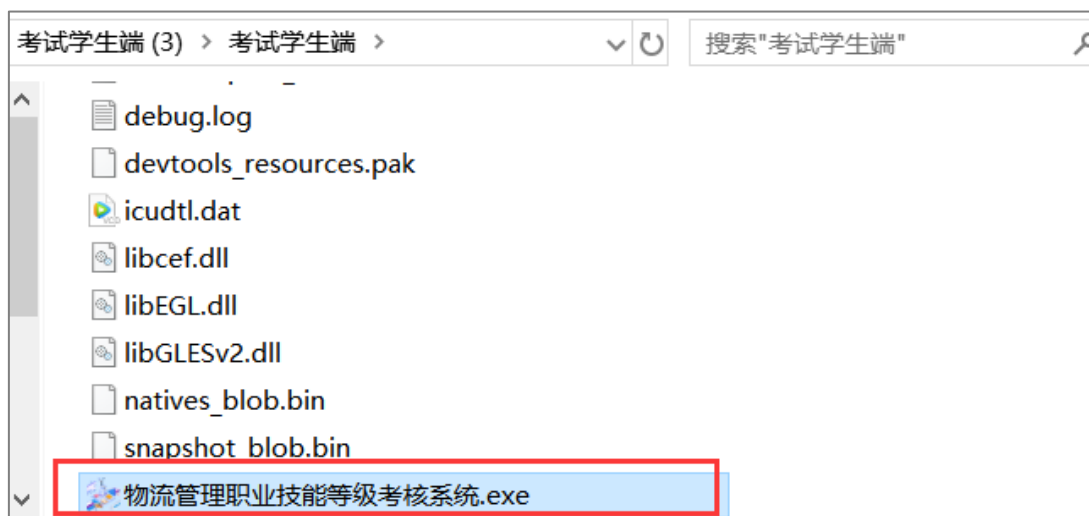 考试学生端 (3) > 考试学生端 >
搜索"考试学生端"
debug.log
devtools_resources.pak
icudtl.dat
libcef.dll
libEGL.dll
libGLESv2.dll
natives_blob.bin
snapshot_blob.bin
物流管理职业技能等级考核系统.exe